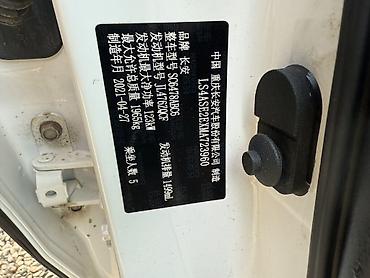 中国 重庆长安汽车股份有限公司 制造
LS4ASE2EXMA723960
品牌 长安
整车型号 SC6478ABC6
发动机型号 JL476ZQCF 发动机排量 1499mL
发动机最大净功率 123kW
最大允许总质量 1965kg 乘坐人数 5
制造年月 2021-04-27